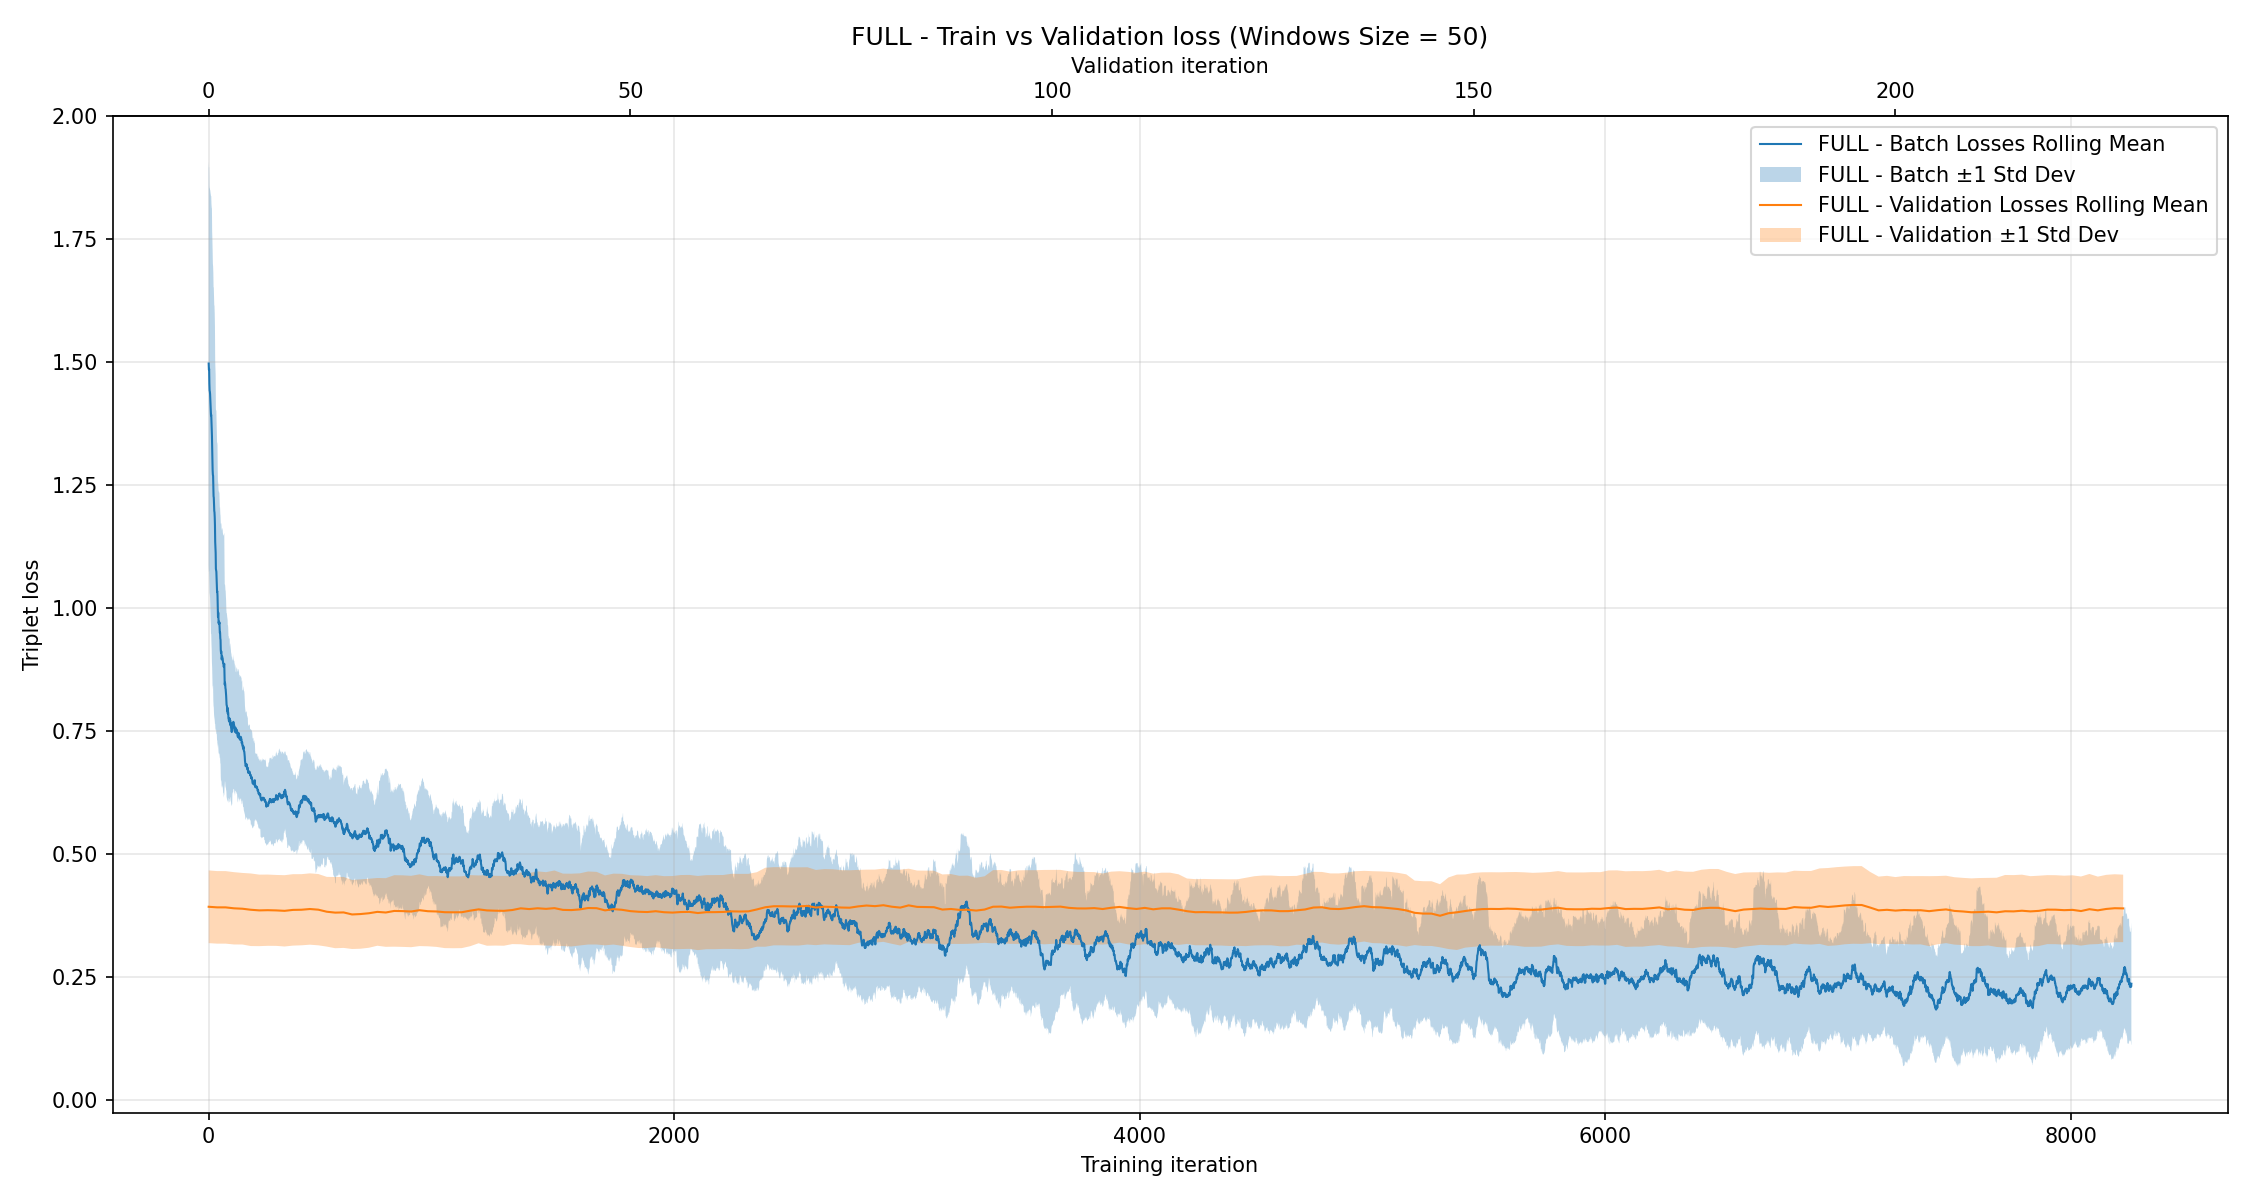 FULL - Train vs Validation loss (Windows Size = 50)
Validation iteration
0 50 100 150 200
2.00
1.75
1.50
1.25
1.00
0.75
0.50
0.25
0.00
Triplet loss
FULL - Batch Losses Rolling Mean
FULL - Batch ±1 Std Dev
FULL - Validation Losses Rolling Mean
FULL - Validation ±1 Std Dev
0 2000 4000 6000 8000
Training iteration